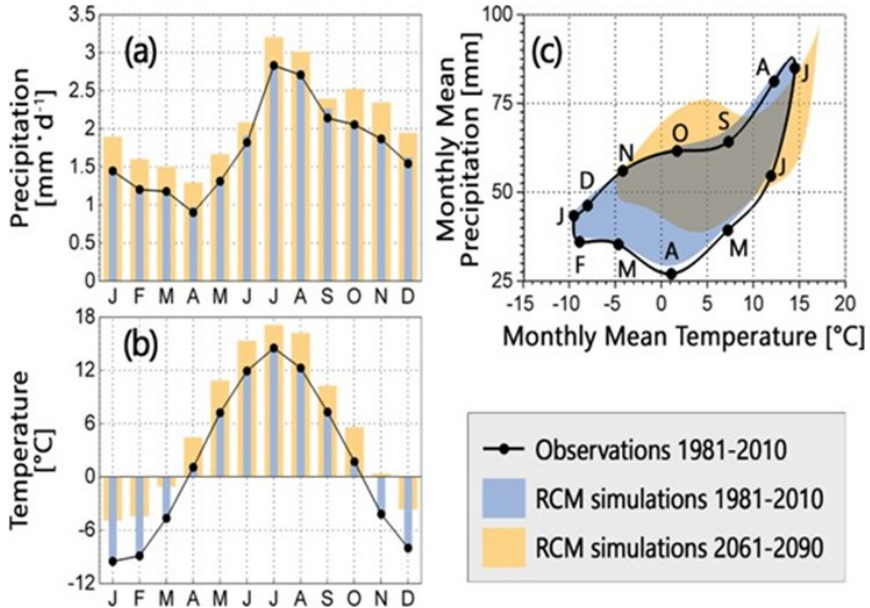 (a)
Precipitation
[mm * d⁻¹]
3.5
3
2.5
2
1.5
1
0.5
0
J F M A M J J A S O N D
(b)
Temperature
[°C]
18
12
6
0
-6
-12
J F M A M J J A S O N D
(c)
Monthly Mean
Precipitation [mm]
100
75
50
25
A
J
S
O
N
D
J
J
F
M
A
M
-15 -10 -5 0 5 10 15 20
Monthly Mean Temperature [°C]
Observations 1981-2010
RCM simulations 1981-2010
RCM simulations 2061-2090